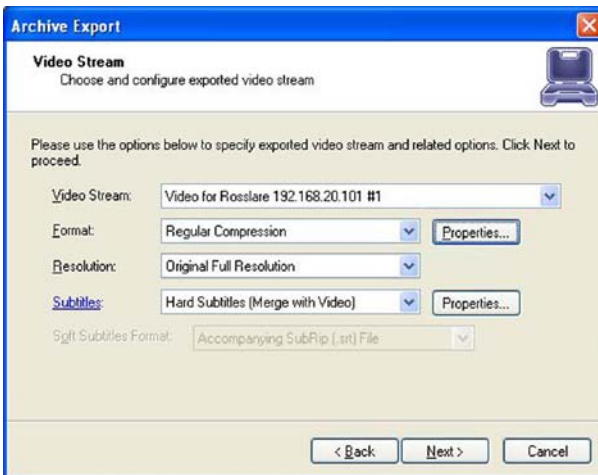 Archive Export
Video Stream
Choose and configure exported video stream
Please use the options below to specify exported video stream and related options. Click Next to
proceed.
Video Stream: Video for Rosslare 192.168.20.101 #1
Format: Regular Compression Properties...
Resolution: Original Full Resolution
Subtitles: Hard Subtitles (Merge with Video) Properties...
Soft Subtitles Format: Accompanying SubRip (.srt) File
< Back Next > Cancel